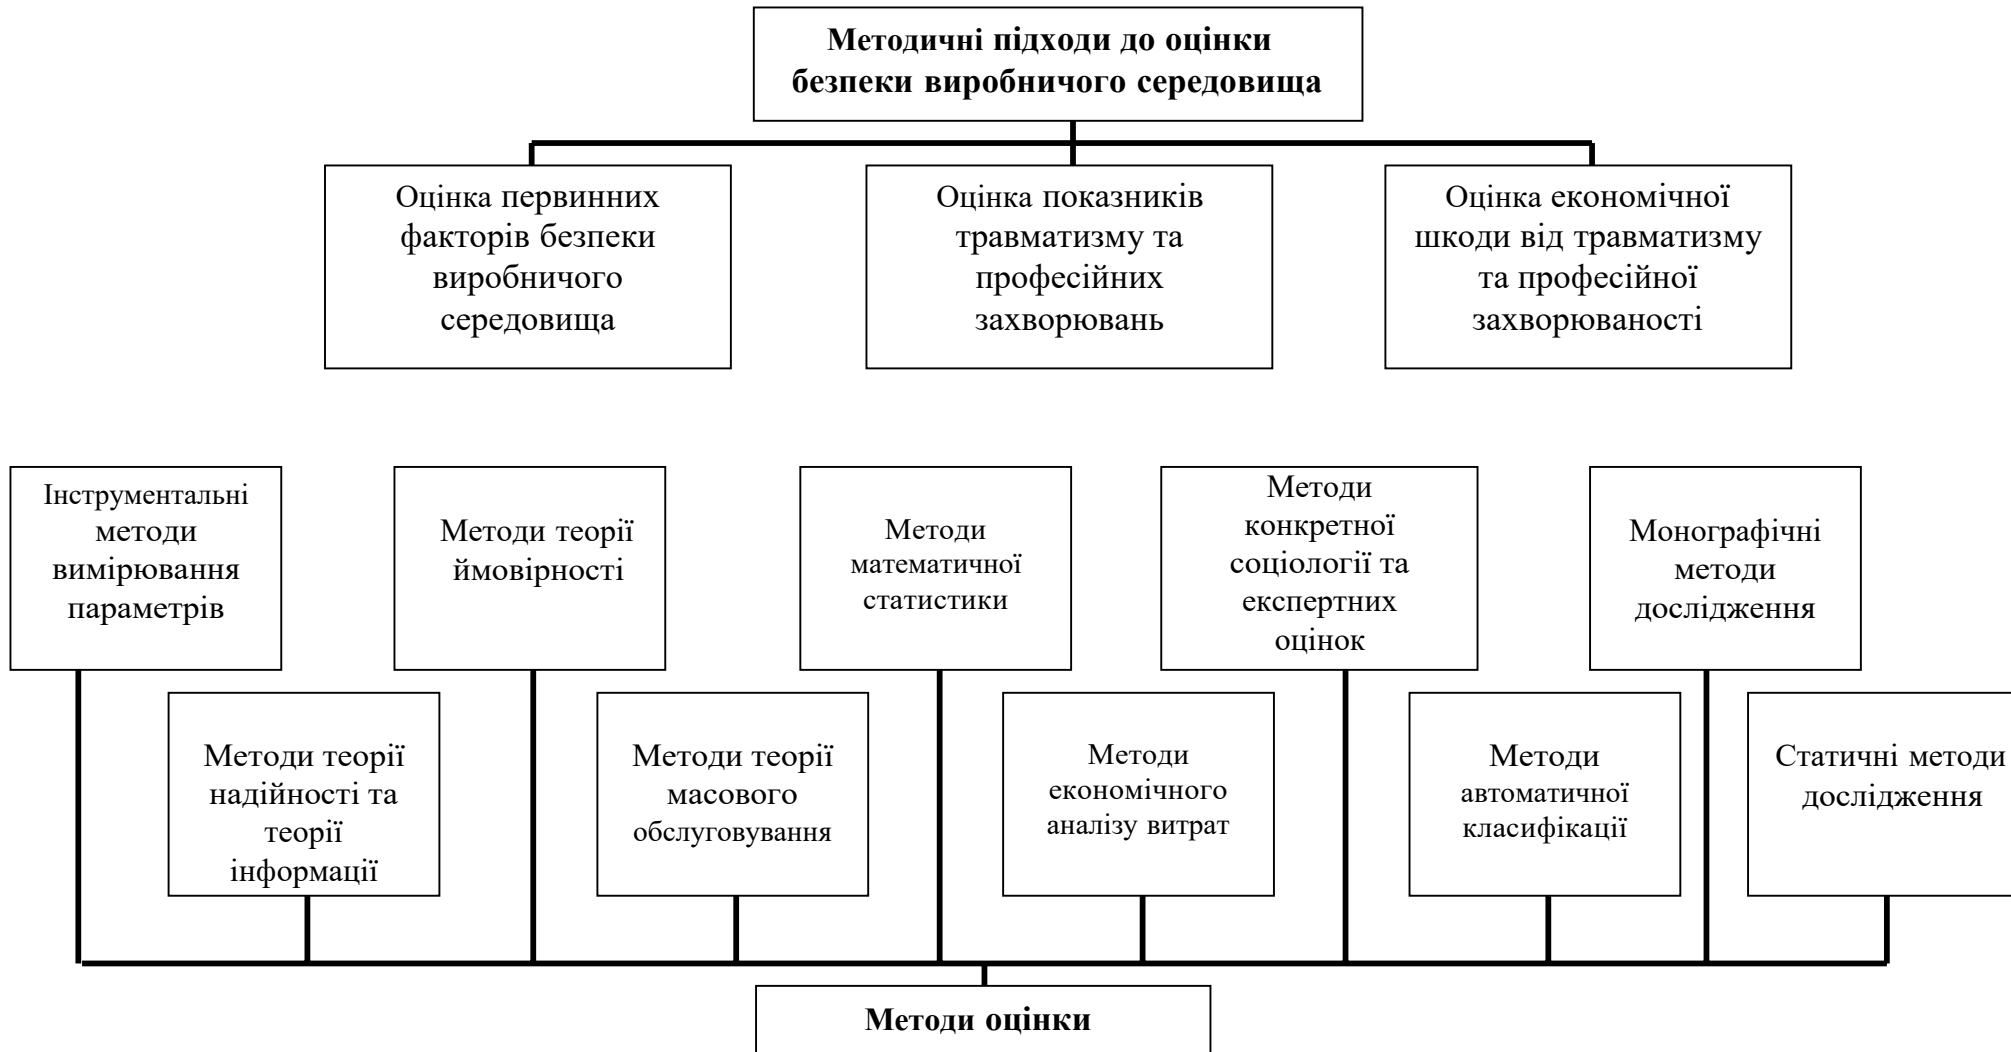 Методичні підходи до оцінки
безпеки виробничого середовища
Оцінка первинних
факторів безпеки
виробничого
середовища
Оцінка показників
травматизму та
професійних
захворювань
Оцінка економічної
шкоди від травматизму
та професійної
захворюваності
Інструментальні
методи
вимірювання
параметрів
Методи теорії
ймовірності
Методи
математичної
статистики
Методи
конкретної
соціології та
експертних
оцінок
Монографічні
методи
дослідження
Методи теорії
надійності та
теорії
інформації
Методи теорії
масового
обслуговування
Методи
економічного
аналізу витрат
Методи
автоматичної
класифікації
Статичні методи
дослідження
Методи оцінки